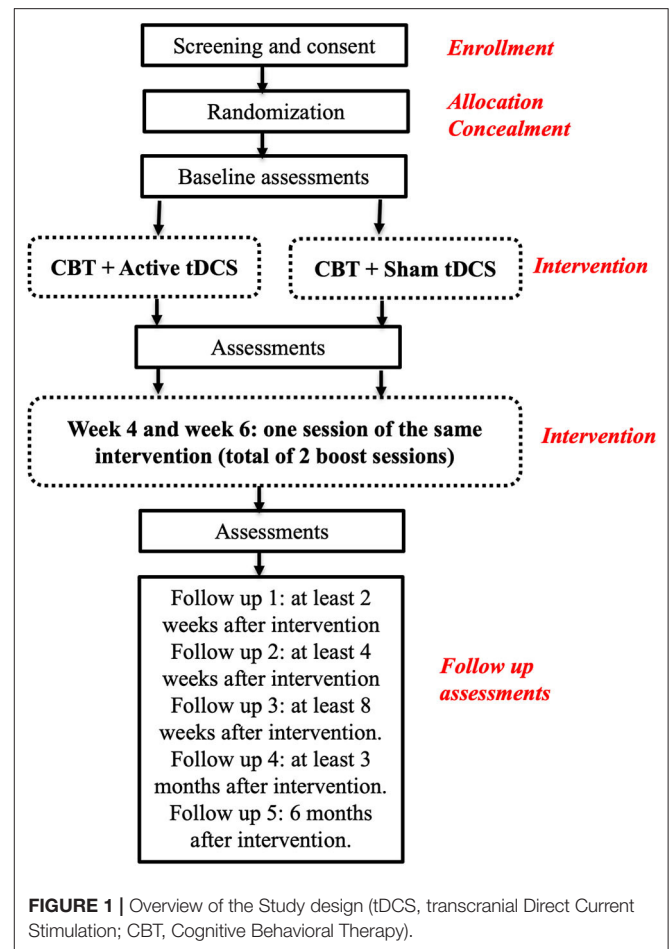 Screening and consent
Enrollment
Randomization
Allocation
Concealment
Baseline assessments
CBT + Active tDCS
CBT + Sham tDCS
Intervention
Assessments
Week 4 and week 6: one session of the same
intervention (total of 2 boost sessions)
Intervention
Assessments
Follow up 1: at least 2
weeks after intervention
Follow up 2: at least 4
weeks after intervention
Follow up 3: at least 8
weeks after intervention.
Follow up 4: at least 3
months after intervention.
Follow up 5: 6 months
after intervention.
Follow up
assessments
FIGURE 1 | Overview of the Study design (tDCS, transcranial Direct Current
Stimulation; CBT, Cognitive Behavioral Therapy).